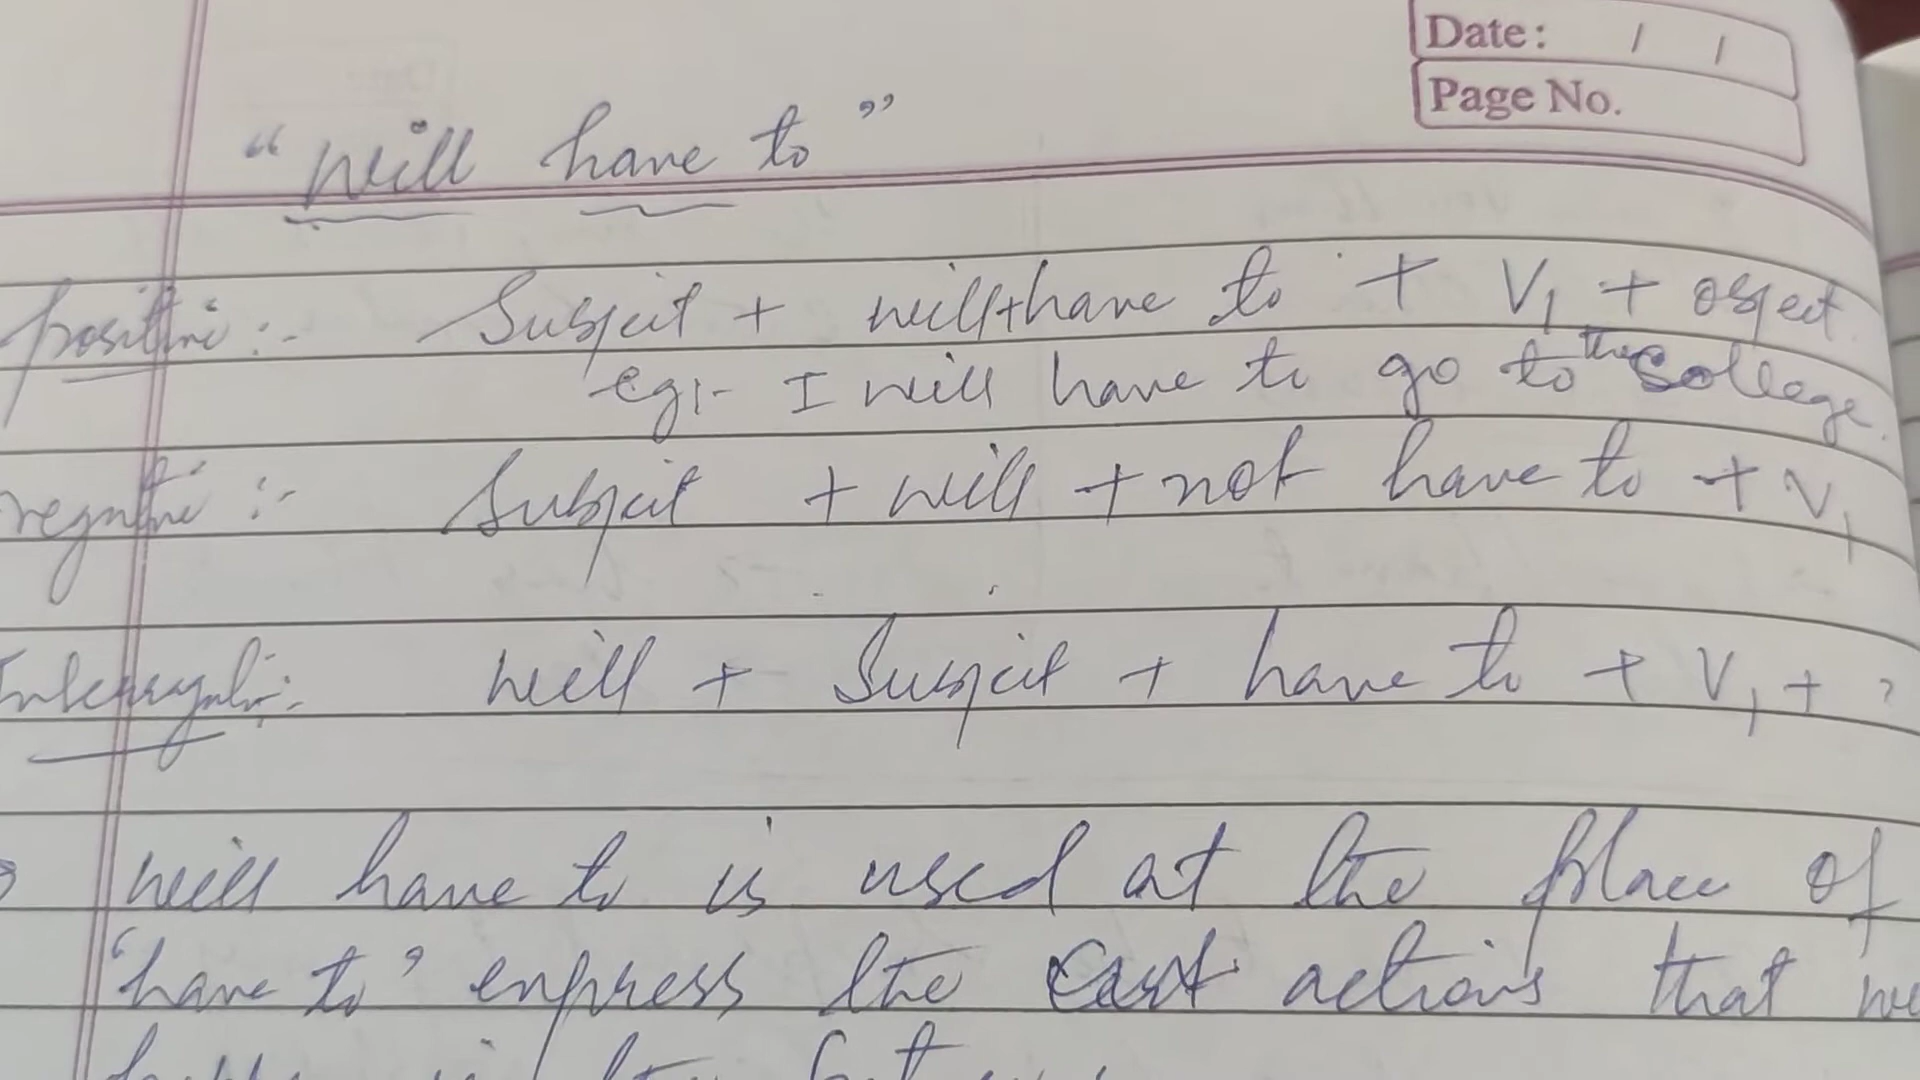 Date: / /
Page No.
"will have to"
positive :- Subject + will+have to + V1 + object
eg:- I will have to go to the college.
negative :- Subject + will + not have to + V1
Interrogative:- will + Subject + have to + V1 + ?
will have to is used at the place of
'have to' express the actions that
in the